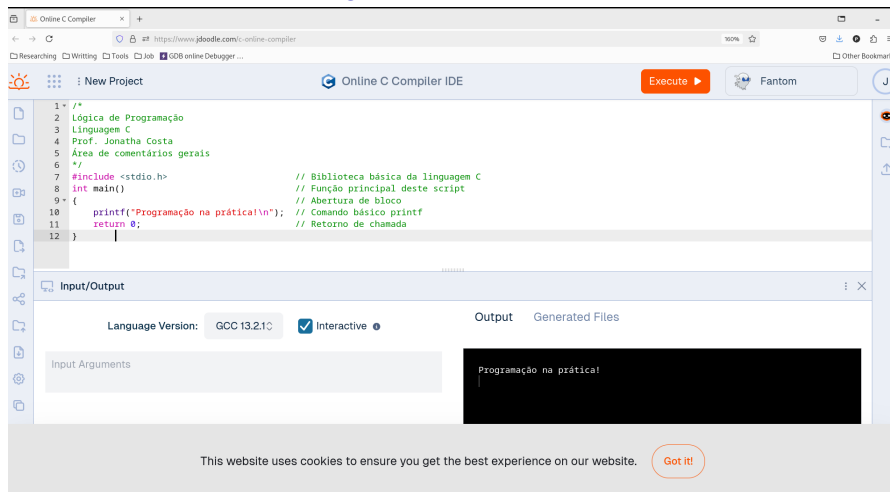 Online C Compiler × +
https://www.jdoodle.com/c-online-compiler 160%
Researching Writting Tools Job GDB online Debugger ... Other Bookmar
New Project Online C Compiler IDE Execute Fantom J
1 /*
2 Lógica de Programação
3 Linguagem C
4 Prof. Jonatha Costa
5 Área de comentários gerais
6 */
7 #include <stdio.h> // Biblioteca básica da linguagem C
8 int main() // Função principal deste script
9 { // Abertura de bloco
10 printf("Programação na prática!\n"); // Comando básico printf
11 return 0; // Retorno de chamada
12 }
Input/Output
Output Generated Files
Language Version: GCC 13.2.1 Interactive
Input Arguments
Programação na prática!
This website uses cookies to ensure you get the best experience on our website. Got it!